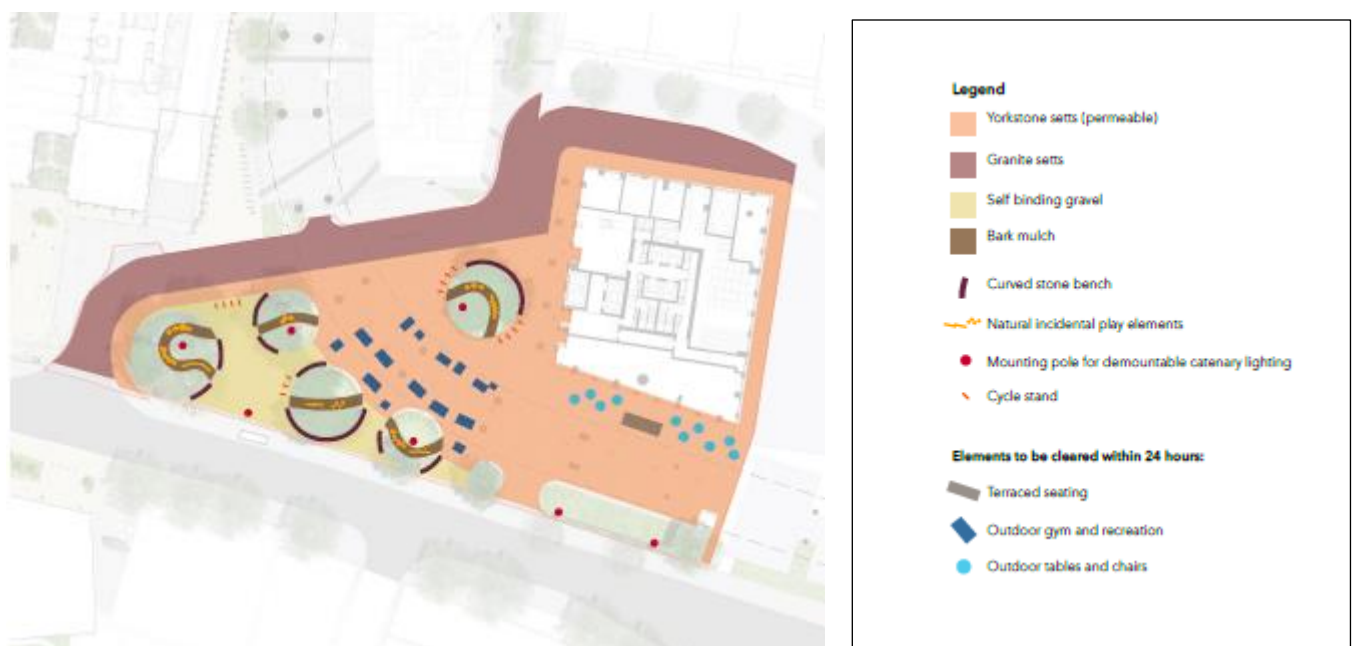 Legend
Yorkstone setts (permeable)
Granite setts
Self binding gravel
Bark mulch
Curved stone bench
Natural incidental play elements
Mounting pole for demountable catenary lighting
Cycle stand
Elements to be cleared within 24 hours:
Terraced seating
Outdoor gym and recreation
Outdoor tables and chairs